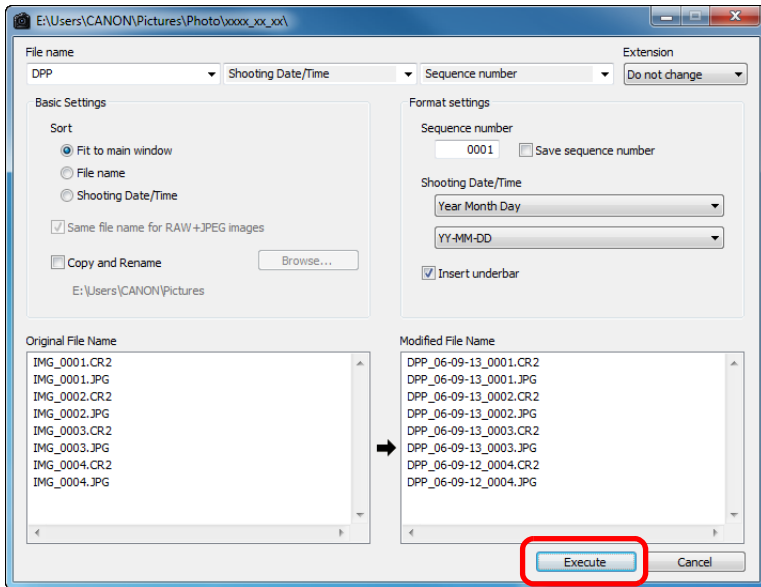 E:\Users\CANON\Pictures\Photo\xxxx_xx_xx\
File name
Extension
DPP
Shooting Date/Time
Sequence number
Do not change
Basic Settings
Sort
Fit to main window
File name
Shooting Date/Time
Same file name for RAW+JPEG images
Copy and Rename
Browse...
E:\Users\CANON\Pictures
Format settings
Sequence number
0001
Save sequence number
Shooting Date/Time
Year Month Day
YY-MM-DD
Insert underbar
Original File Name
IMG_0001.CR2
IMG_0001.JPG
IMG_0002.CR2
IMG_0002.JPG
IMG_0003.CR2
IMG_0003.JPG
IMG_0004.CR2
IMG_0004.JPG
Modified File Name
DPP_06-09-13_0001.CR2
DPP_06-09-13_0001.JPG
DPP_06-09-13_0002.CR2
DPP_06-09-13_0002.JPG
DPP_06-09-13_0003.CR2
DPP_06-09-13_0003.JPG
DPP_06-09-12_0004.CR2
DPP_06-09-12_0004.JPG
Execute
Cancel